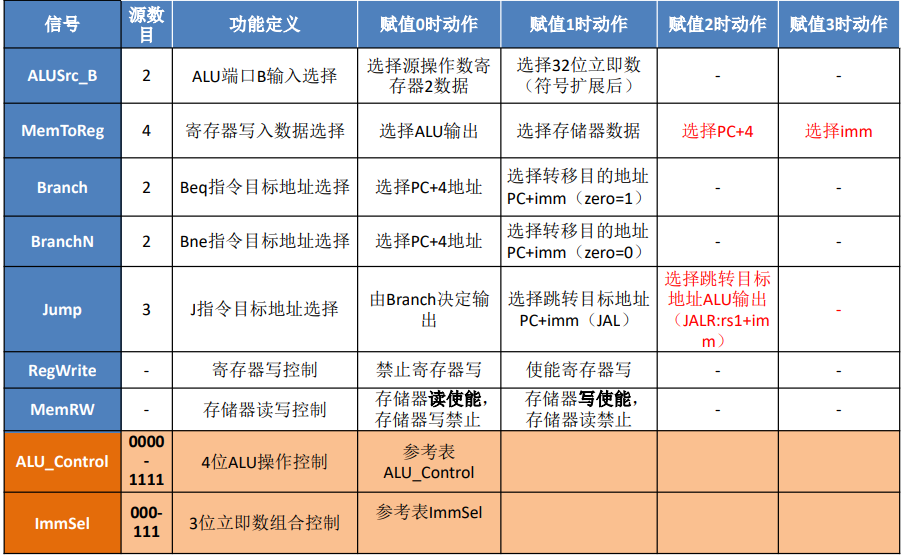 信号 源数目 功能定义 赋值0时动作 赋值1时动作 赋值2时动作 赋值3时动作
ALUSrc_B 2 ALU端口B输入选择 选择源操作数寄存器2数据 选择32位立即数（符号扩展后） - -
MemToReg 4 寄存器写入数据选择 选择ALU输出 选择存储器数据 选择PC+4 选择imm
Branch 2 Beq指令目标地址选择 选择PC+4地址 选择转移目的地址PC+imm（zero=1） - -
BranchN 2 Bne指令目标地址选择 选择PC+4地址 选择转移目的地址PC+imm（zero=0） - -
Jump 3 J指令目标地址选择 由Branch决定输出 选择跳转目标地址PC+imm（JAL） 选择跳转目标地址ALU输出（JALR:rs1+imm） -
RegWrite - 寄存器写控制 禁止寄存器写 使能寄存器写 - -
MemRW - 存储器读写控制 存储器读使能,存储器写禁止 存储器写使能,存储器读禁止 - -
ALU_Control 0000-1111 4位ALU操作控制 参考表ALU_Control
ImmSel 000-111 3位立即数组合控制 参考表ImmSel